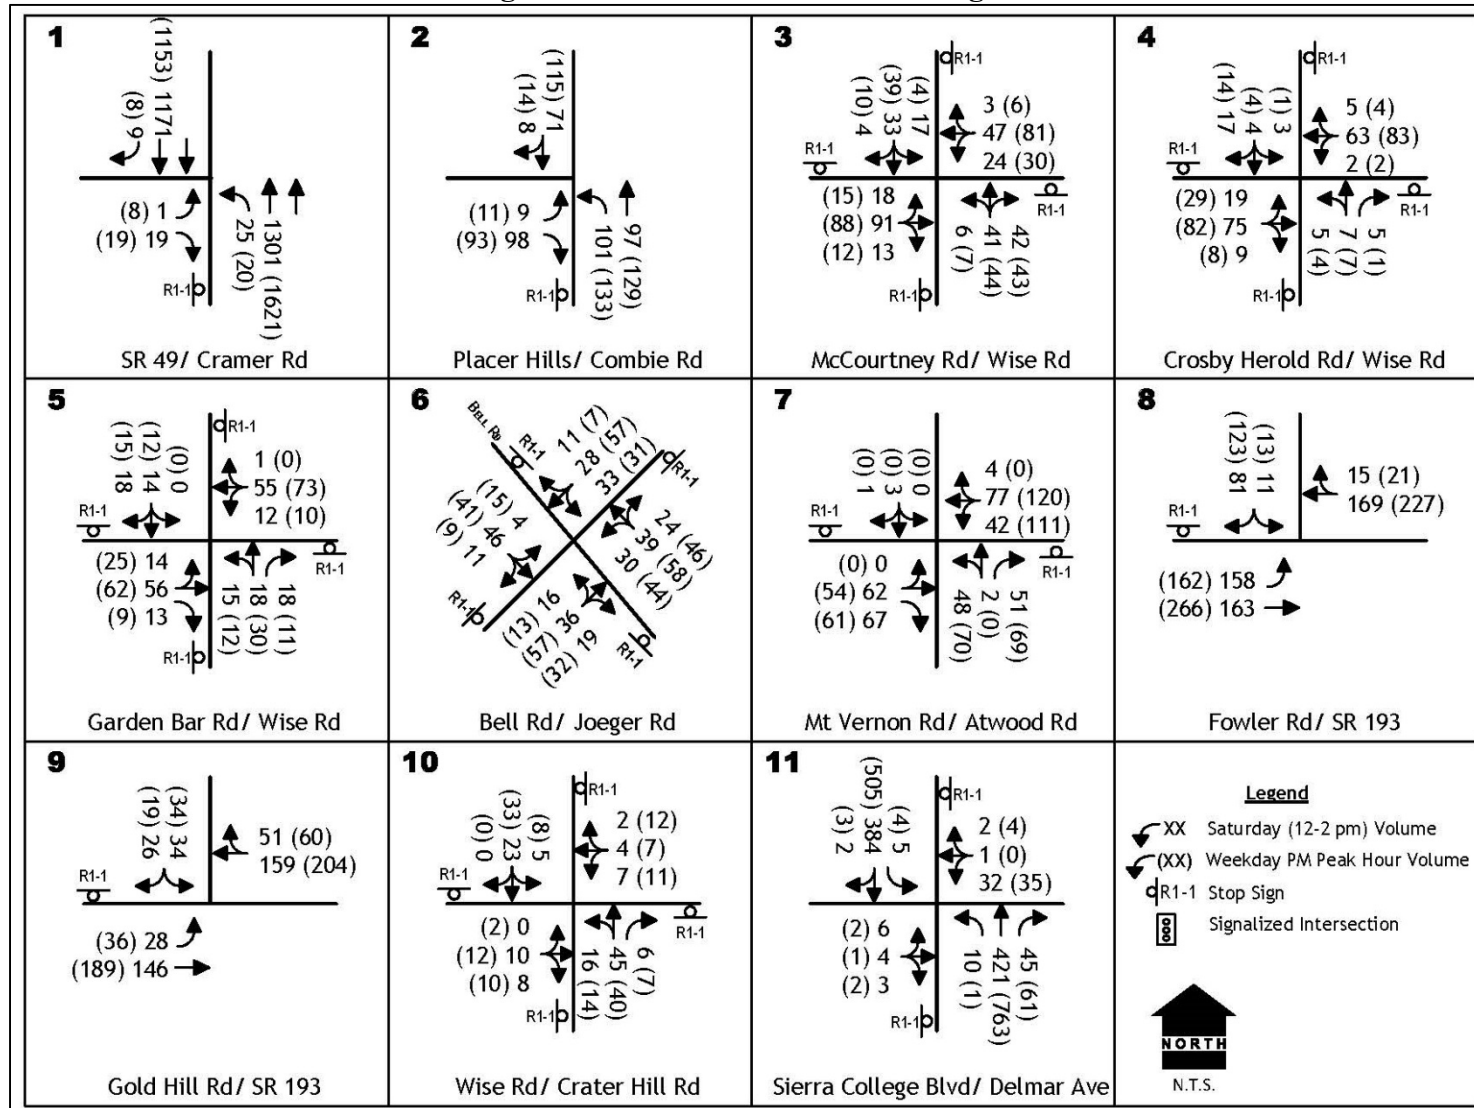 1
(1153) 1171
(8) 9
(8) 1
(19) 19
25 (20)
1301 (1621)
R1-1
SR 49/ Cramer Rd
2
(115) 71
(14) 8
(11) 9
(93) 98
101 (133)
97 (129)
Placer Hills/ Combie Rd
3
R1-1
(4) 17
(39) 33
(10) 4
3 (6)
47 (81)
24 (30)
R1-1
(15) 18
(88) 91
(12) 13
6 (7)
41 (44)
42 (43)
R1-1
R1-1
McCourtney Rd/ Wise Rd
4
R1-1
(1) 3
(4) 4
(14) 17
5 (4)
63 (83)
2 (2)
R1-1
(29) 19
(82) 75
(8) 9
5 (4)
7 (7)
5 (1)
R1-1
R1-1
Crosby Herold Rd/ Wise Rd
5
R1-1
(0) 0
(12) 14
(15) 18
1 (0)
55 (73)
12 (10)
R1-1
(25) 14
(62) 56
(9) 13
15 (12)
18 (30)
18 (11)
R1-1
R1-1
Garden Bar Rd/ Wise Rd
6
BELL RD
R1-1
11 (7)
28 (57)
33 (31)
R1-1
(15) 4
(41) 46
(9) 11
24 (46)
39 (58)
30 (44)
R1-1
(13) 16
(57) 36
(32) 19
R1-1
Bell Rd/ Joeger Rd
7
R1-1
(0) 0
(0) 3
(0) 1
4 (0)
77 (120)
42 (111)
R1-1
(0) 0
(54) 62
(61) 67
48 (70)
2 (0)
51 (69)
R1-1
R1-1
Mt Vernon Rd/ Atwood Rd
8
(13) 11
(123) 81
15 (21)
169 (227)
R1-1
(162) 158
(266) 163
Fowler Rd/ SR 193
9
(34) 34
(19) 26
51 (60)
159 (204)
R1-1
(36) 28
(189) 146
Gold Hill Rd/ SR 193
10
R1-1
(8) 5
(33) 23
(0) 0
2 (12)
4 (7)
7 (11)
R1-1
(2) 0
(12) 10
(10) 8
16 (14)
45 (40)
6 (7)
R1-1
R1-1
Wise Rd/ Crater Hill Rd
11
R1-1
(4) 5
(505) 384
(3) 2
2 (4)
1 (0)
32 (35)
(2) 6
(1) 4
(2) 3
10 (1)
421 (763)
45 (61)
R1-1
Sierra College Blvd/ Delmar Ave
Legend
XX Saturday (12-2 pm) Volume
(XX) Weekday PM Peak Hour Volume
R1-1 Stop Sign
Signalized Intersection
NORTH
N.T.S.